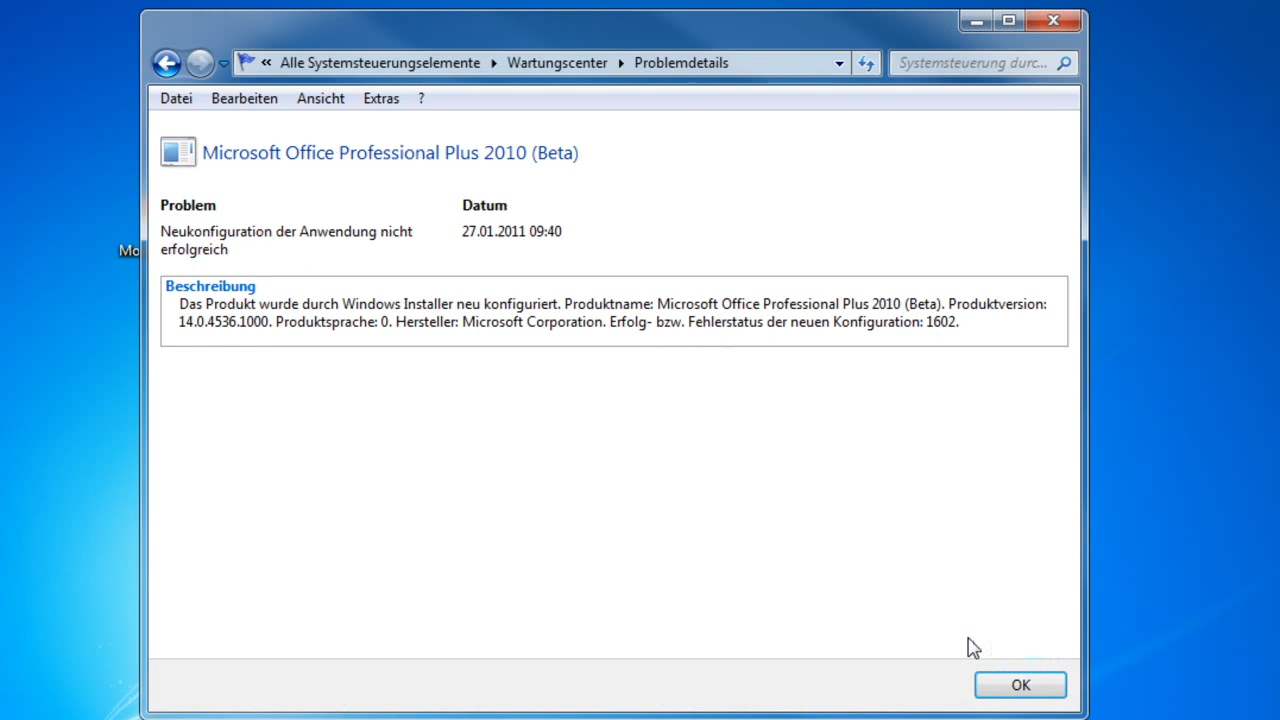 « Alle Systemsteuerungselemente Wartungscenter Problemdetails
Systemsteuerung durc...
Datei Bearbeiten Ansicht Extras ?
Microsoft Office Professional Plus 2010 (Beta)
Problem Datum
Neukonfiguration der Anwendung nicht 27.01.2011 09:40
erfolgreich
Mo
Beschreibung
Das Produkt wurde durch Windows Installer neu konfiguriert. Produktname: Microsoft Office Professional Plus 2010 (Beta). Produktversion:
14.0.4536.1000. Produktsprache: 0. Hersteller: Microsoft Corporation. Erfolg- bzw. Fehlerstatus der neuen Konfiguration: 1602.
OK